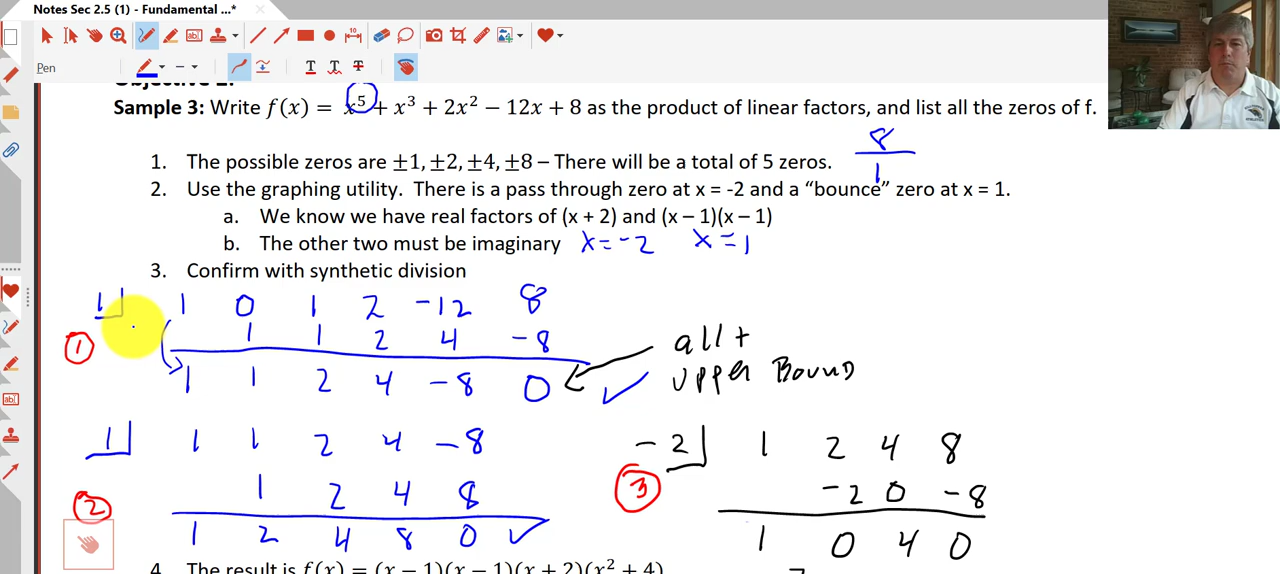 Notes Sec 2.5 (1) - Fundamental ...*
Pen
Sample 3: Write f(x) = x⁵ + x³ + 2x² − 12x + 8 as the product of linear factors, and list all the zeros of f.
8
1. The possible zeros are ±1, ±2, ±4, ±8 – There will be a total of 5 zeros.
1
2. Use the graphing utility. There is a pass through zero at x = -2 and a “bounce” zero at x = 1.
a. We know we have real factors of (x + 2) and (x – 1)(x – 1)
b. The other two must be imaginary x = -2 x = 1
3. Confirm with synthetic division
1 1 0 1 2 -12 8
1 1 1 2 4 -8 all +
1 1 2 4 -8 0 ✓ Upper Bound
1 1 1 2 4 -8
2 1 2 4 8
1 2 4 8 0 ✓
-2 1 2 4 8
3 -2 0 -8
1 0 4 0
4. The result is f(x) = (x − 1)(x − 1)(x + 2)(x² + 4)